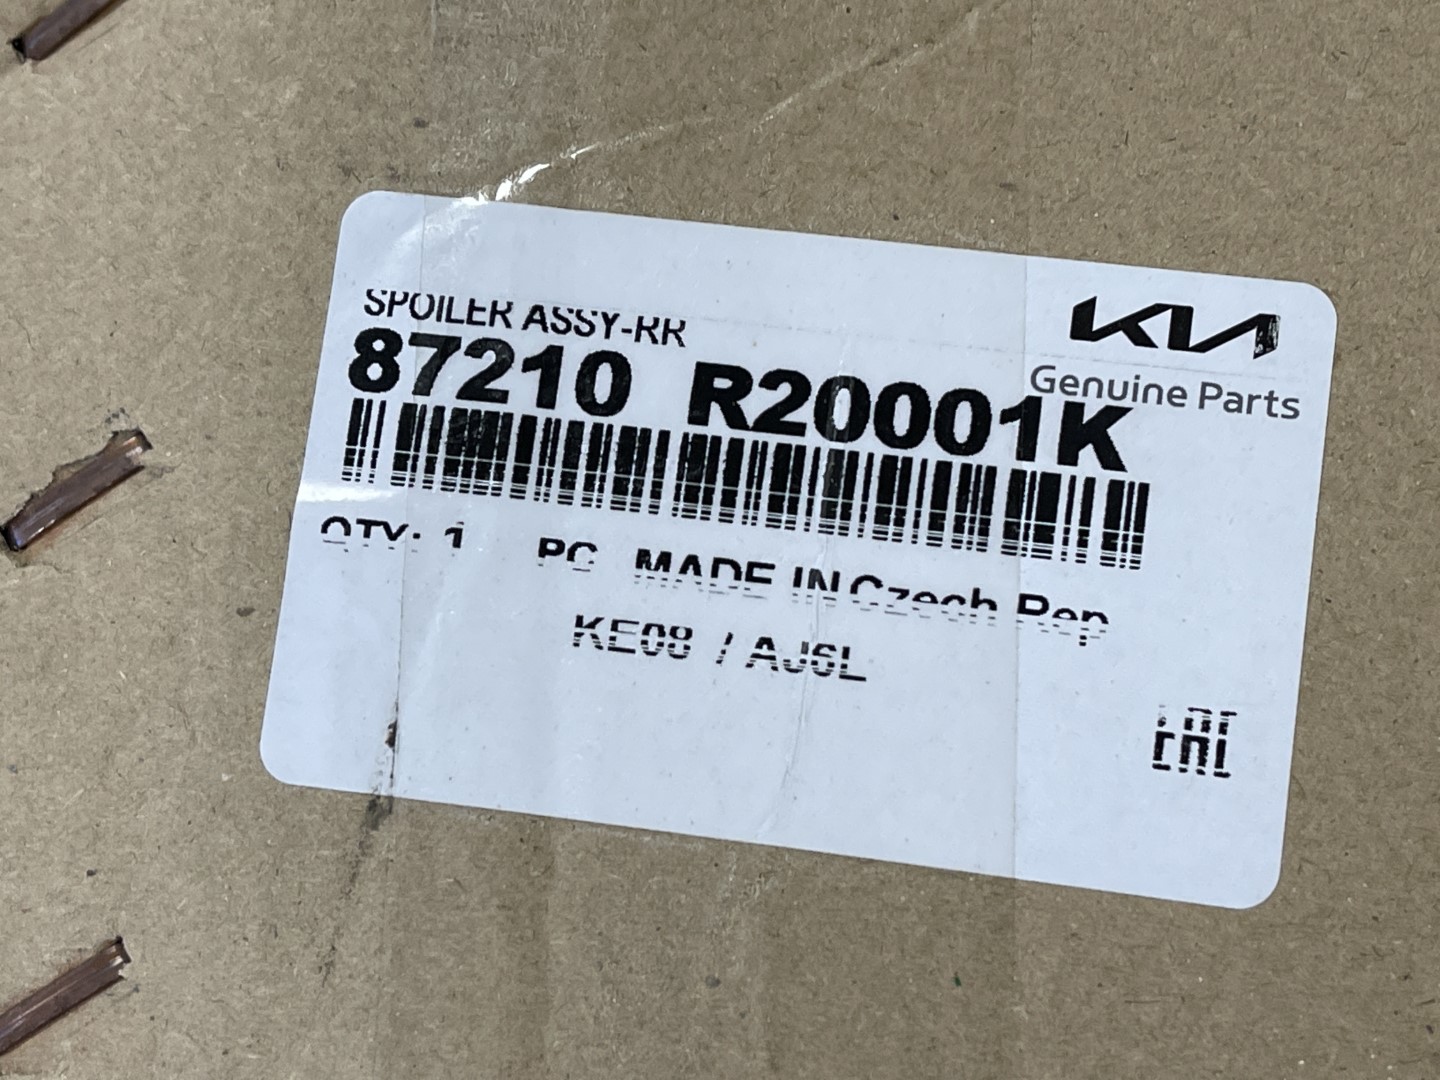 SPOILER ASSY-RR
87210 R20001K
KIA
Genuine Parts
QTY: 1 PC MADE IN Czech Rep
KE08 / AJ6L
EAC